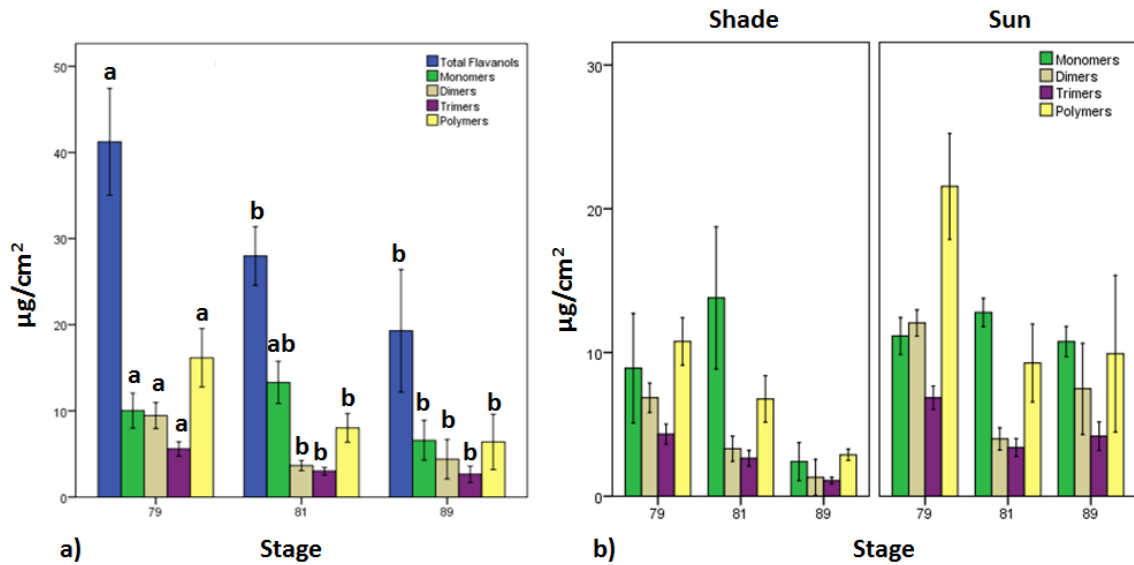 Shade
Sun
50
40
30
20
10
0
µg/cm²
Total Flavanols
Monomers
Dimers
Trimers
Polymers
a
a
a
a
a
b
ab
b
b
b
b
b
b
b
b
79
81
89
a)
Stage
30
20
10
0
µg/cm²
Monomers
Dimers
Trimers
Polymers
79
81
89
79
81
89
b)
Stage